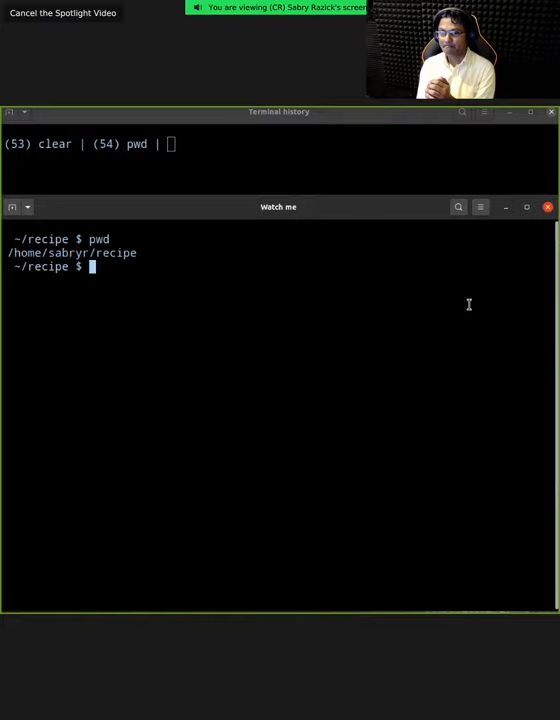 Cancel the Spotlight Video
You are viewing (CR) Sabry Razick's screen
Terminal history
(53) clear | (54) pwd |
Watch me
~/recipe $ pwd
/home/sabryr/recipe
~/recipe $